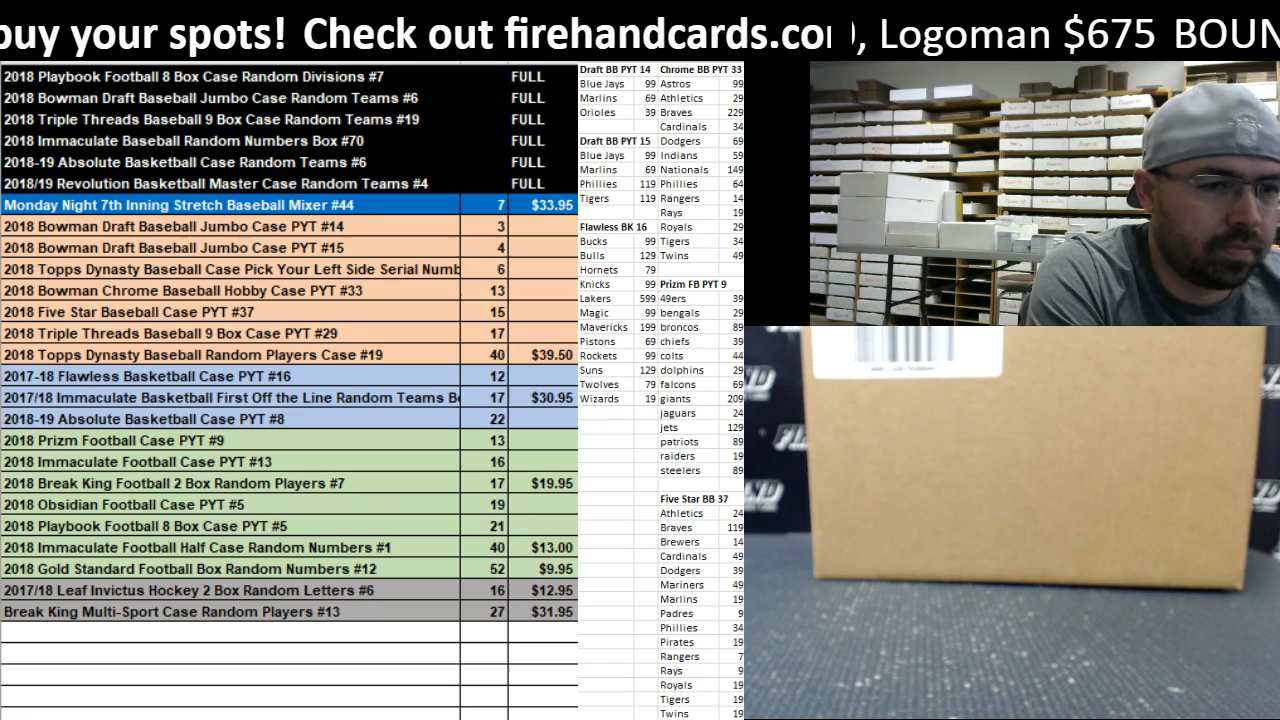 buy your spots! Check out firehandcards.co
), Logoman $675 BOUN
2018 Playbook Football 8 Box Case Random Divisions #7 FULL
2018 Bowman Draft Baseball Jumbo Case Random Teams #6 FULL
2018 Triple Threads Baseball 9 Box Case Random Teams #19 FULL
2018 Immaculate Baseball Random Numbers Box #70 FULL
2018-19 Absolute Basketball Case Random Teams #6 FULL
2018/19 Revolution Basketball Master Case Random Teams #4 FULL
Monday Night 7th Inning Stretch Baseball Mixer #44 7 $33.95
2018 Bowman Draft Baseball Jumbo Case PYT #14 3
2018 Bowman Draft Baseball Jumbo Case PYT #15 4
2018 Topps Dynasty Baseball Case Pick Your Left Side Serial Numb 6
2018 Bowman Chrome Baseball Hobby Case PYT #33 13
2018 Five Star Baseball Case PYT #37 15
2018 Triple Threads Baseball 9 Box Case PYT #29 17
2018 Topps Dynasty Baseball Random Players Case #19 40 $39.50
2017-18 Flawless Basketball Case PYT #16 12
2017/18 Immaculate Basketball First Off the Line Random Teams Bo 17 $30.95
2018-19 Absolute Basketball Case PYT #8 22
2018 Prizm Football Case PYT #9 13
2018 Immaculate Football Case PYT #13 16
2018 Break King Football 2 Box Random Players #7 17 $19.95
2018 Obsidian Football Case PYT #5 19
2018 Playbook Football 8 Box Case PYT #5 21
2018 Immaculate Football Half Case Random Numbers #1 40 $13.00
2018 Gold Standard Football Box Random Numbers #12 52 $9.95
2017/18 Leaf Invictus Hockey 2 Box Random Letters #6 16 $12.95
Break King Multi-Sport Case Random Players #13 27 $31.95
Draft BB PYT 14
Blue Jays 99
Marlins 69
Orioles 39
Draft BB PYT 15
Blue Jays 99
Marlins 69
Phillies 119
Tigers 119
Flawless BK 16
Bucks 99
Bulls 129
Hornets 79
Knicks 99
Lakers 599
Magic 99
Mavericks 199
Pistons 69
Rockets 99
Suns 129
Twolves 79
Wizards 19
Chrome BB PYT 33
Astros 99
Athletics 29
Braves 229
Cardinals 34
Dodgers 69
Indians 59
Nationals 149
Phillies 64
Rangers 14
Rays 19
Royals 29
Tigers 34
Twins 49
Prizm FB PYT 9
49ers 39
bengals 29
broncos 89
chiefs 39
colts 44
dolphins 29
falcons 69
giants 209
jaguars 24
jets 129
patriots 89
raiders 19
steelers 89
Five Star BB 37
Athletics 24
Braves 119
Brewers 14
Cardinals 49
Dodgers 39
Mariners 49
Marlins 19
Padres 9
Phillies 34
Pirates 19
Rangers 7
Rays 9
Royals 19
Tigers 19
Twins 19